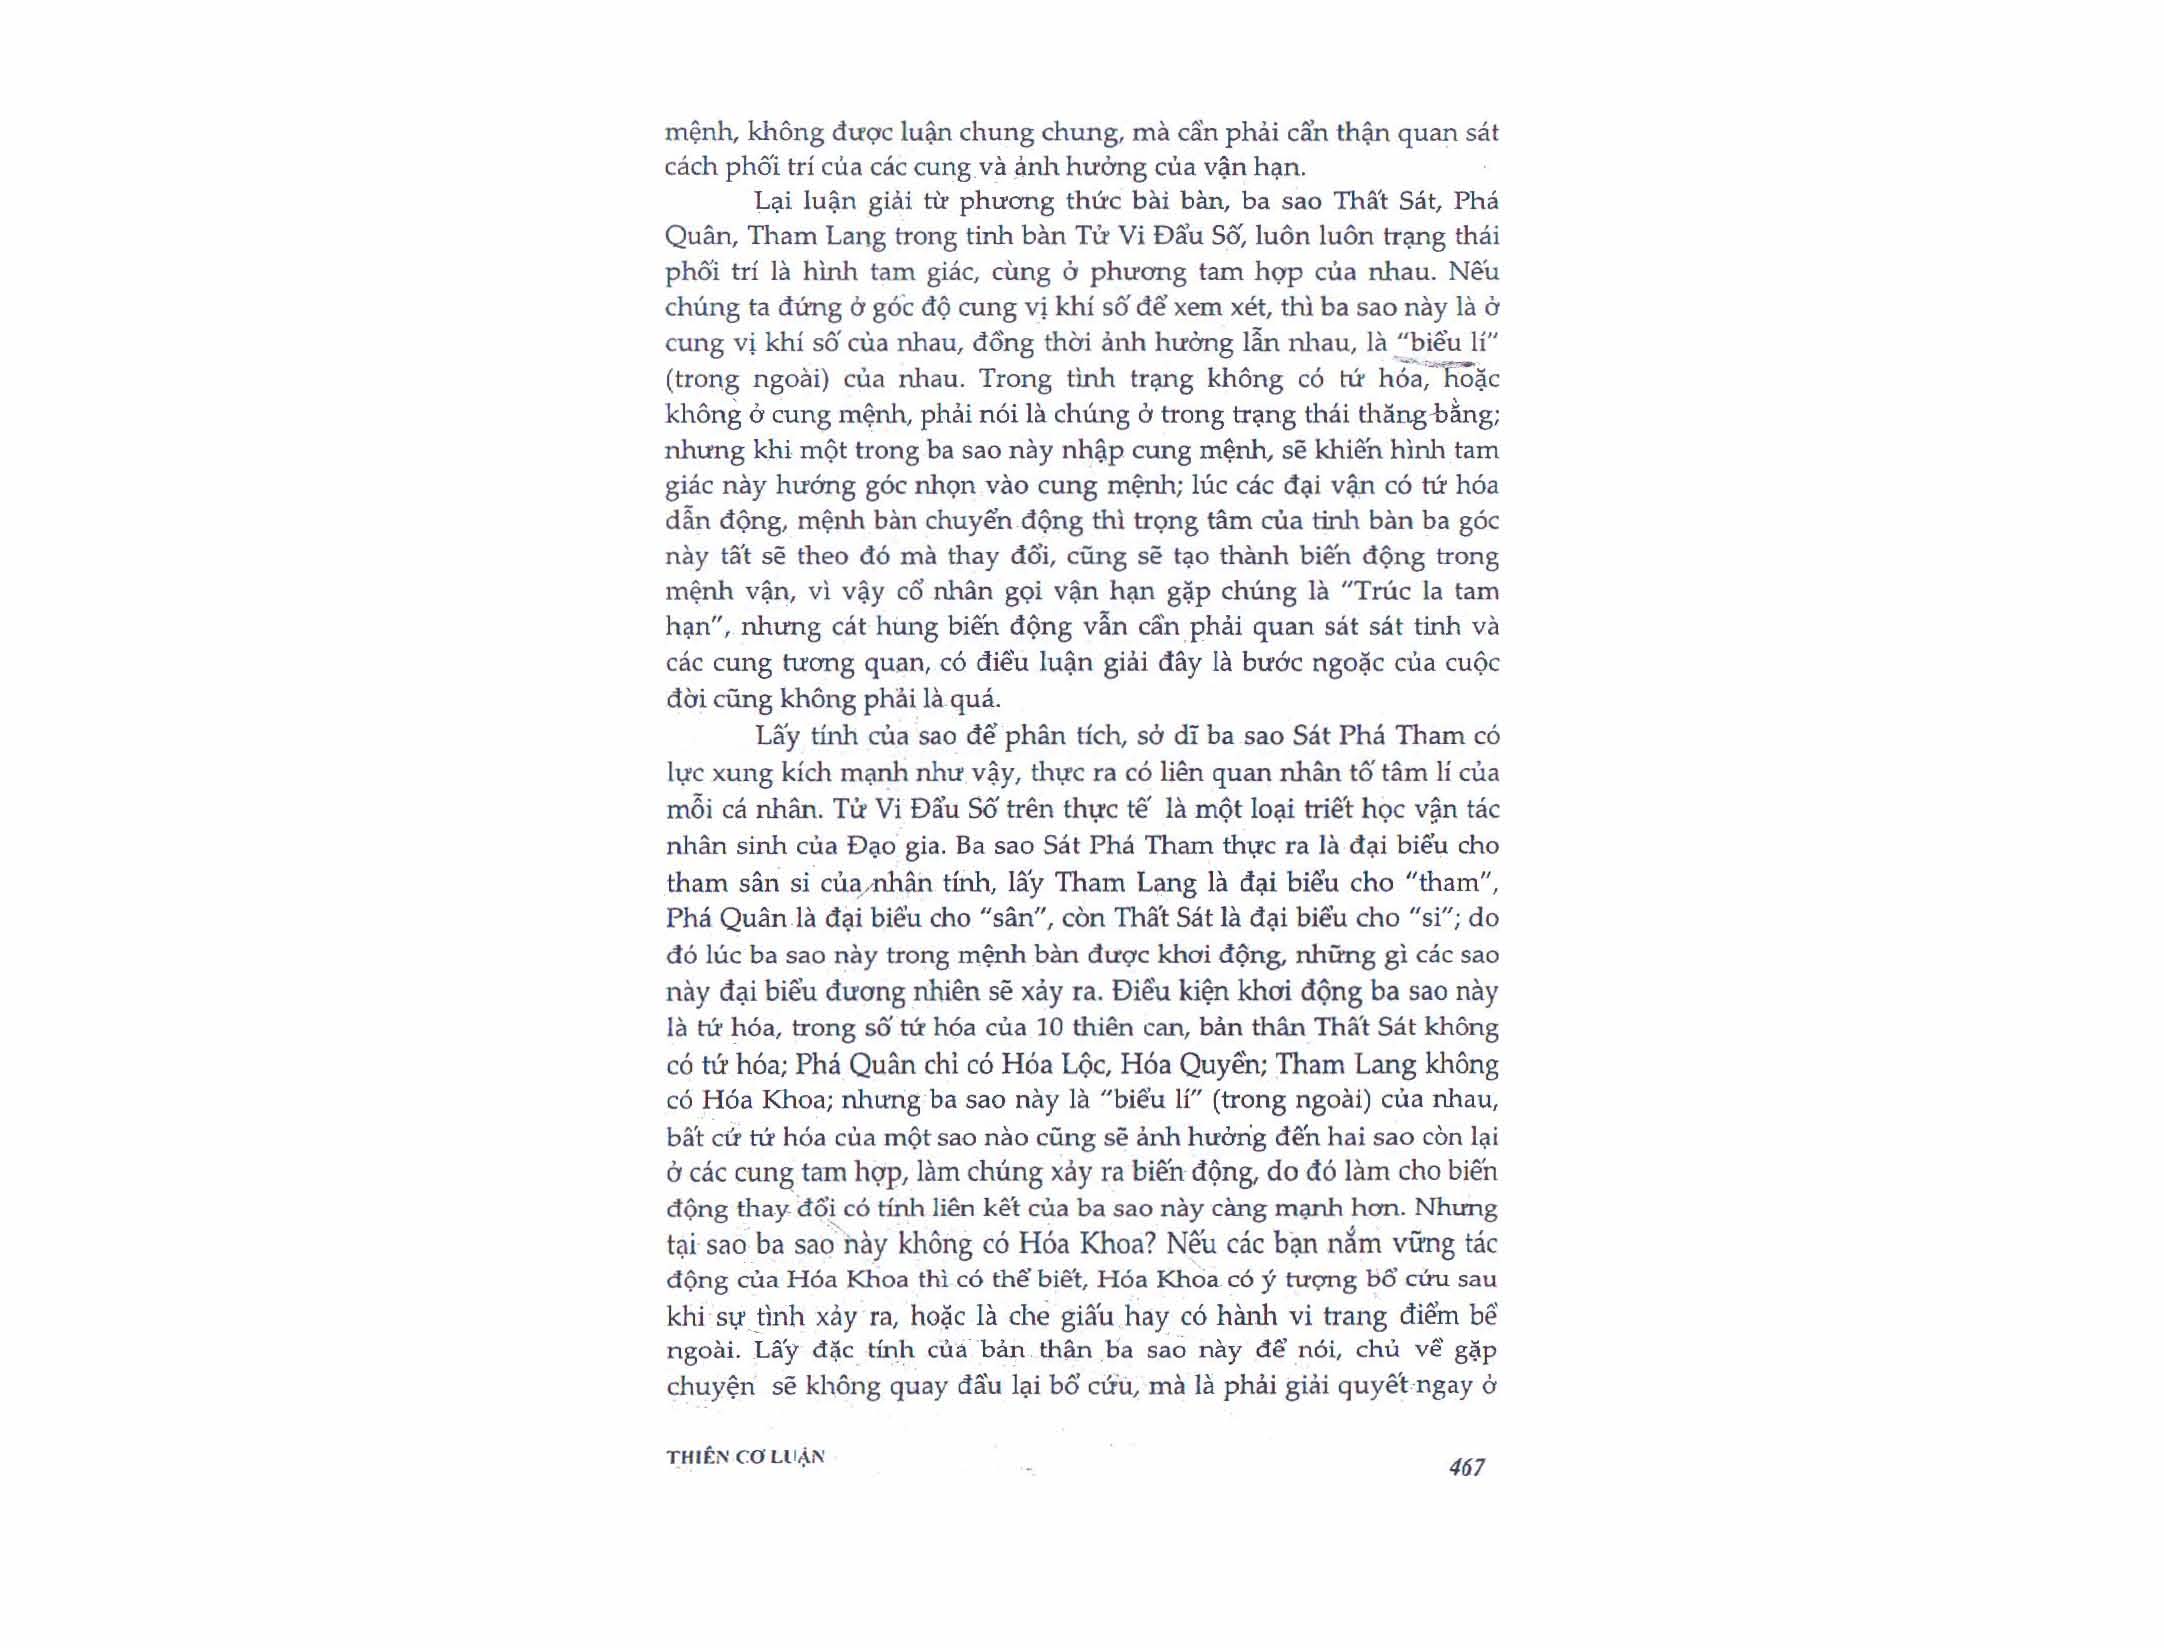 mệnh, không được luận chung chung, mà cần phải cẩn thận quan sát
cách phối trí của các cung và ảnh hưởng của vận hạn.
Lại luận giải từ phương thức bài bàn, ba sao Thất Sát, Phá
Quân, Tham Lang trong tinh bàn Tử Vi Đẩu Số, luôn luôn trạng thái
phối trí là hình tam giác, cùng ở phương tam hợp của nhau. Nếu
chúng ta đứng ở góc độ cung vị khí số để xem xét, thì ba sao này là ở
cung vị khí số của nhau, đồng thời ảnh hưởng lẫn nhau, là "biểu lí"
(trong ngoài) của nhau. Trong tình trạng không có tứ hóa, hoặc
không ở cung mệnh, phải nói là chúng ở trong trạng thái thăng bằng;
nhưng khi một trong ba sao này nhập cung mệnh, sẽ khiến hình tam
giác này hướng góc nhọn vào cung mệnh; lúc các đại vận có tứ hóa
dẫn động, mệnh bàn chuyển động thì trọng tâm của tinh bàn ba góc
này tất sẽ theo đó mà thay đổi, cũng sẽ tạo thành biến động trong
mệnh vận, vì vậy cổ nhân gọi vận hạn gặp chúng là "Trúc la tam
hạn", nhưng cát hung biến động vẫn cần phải quan sát sát tinh và
các cung tương quan, có điều luận giải đây là bước ngoặc của cuộc
đời cũng không phải là quá.
Lấy tính của sao để phân tích, sở dĩ ba sao Sát Phá Tham có
lực xung kích mạnh như vậy, thực ra có liên quan nhân tố tâm lí của
mỗi cá nhân. Tử Vi Đẩu Số trên thực tế là một loại triết học vận tác
nhân sinh của Đạo gia. Ba sao Sát Phá Tham thực ra là đại biểu cho
tham sân si của nhân tính, lấy Tham Lang là đại biểu cho "tham",
Phá Quân là đại biểu cho "sân", còn Thất Sát là đại biểu cho "si"; do
đó lúc ba sao này trong mệnh bàn được khơi động, những gì các sao
này đại biểu đương nhiên sẽ xảy ra. Điều kiện khơi động ba sao này
là tứ hóa, trong số tứ hóa của 10 thiên can, bản thân Thất Sát không
có tứ hóa; Phá Quân chỉ có Hóa Lộc, Hóa Quyền; Tham Lang không
có Hóa Khoa; nhưng ba sao này là "biểu lí" (trong ngoài) của nhau,
bất cứ tứ hóa của một sao nào cũng sẽ ảnh hưởng đến hai sao còn lại
ở các cung tam hợp, làm chúng xảy ra biến động, do đó làm cho biến
động thay đổi có tính liên kết của ba sao này càng mạnh hơn. Nhưng
tại sao ba sao này không có Hóa Khoa? Nếu các bạn nắm vững tác
động của Hóa Khoa thì có thể biết, Hóa Khoa có ý tượng bổ cứu sau
khi sự tình xảy ra, hoặc là che giấu hay có hành vi trang điểm bề
ngoài. Lấy đặc tính của bản thân ba sao này để nói, chủ về gặp
chuyện sẽ không quay đầu lại bổ cứu, mà là phải giải quyết ngay ở
THIÊN CƠ LUẬN
467